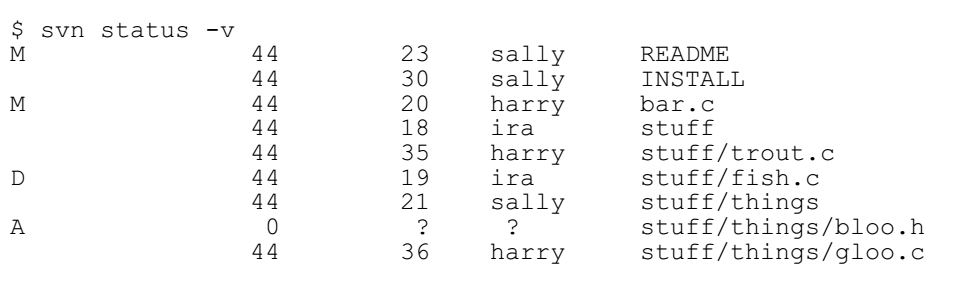 $ svn status -v
M 44 23 sally README
44 30 sally INSTALL
M 44 20 harry bar.c
44 18 ira stuff
44 35 harry stuff/trout.c
D 44 19 ira stuff/fish.c
44 21 sally stuff/things
A 0 ? ? stuff/things/bloo.h
44 36 harry stuff/things/gloo.c